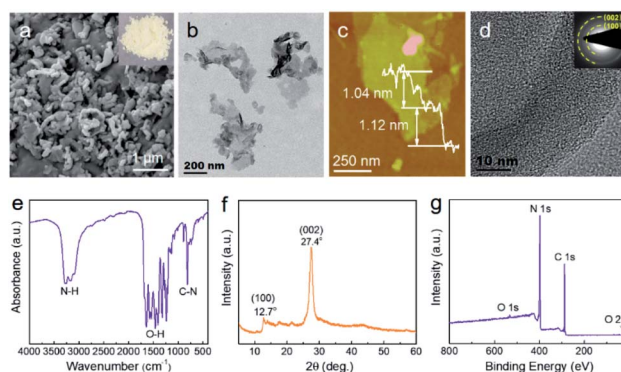 a
1 μm
b
200 nm
c
1.04 nm
1.12 nm
250 nm
d
(002)
(100)
10 nm
e
Absorbance (a.u.)
N-H
O-H
C-N
4000 3500 3000 2500 2000 1500 1000 500
Wavenumber (cm⁻¹)
f
Intensity (a.u.)
(100)
12.7°
(002)
27.4°
10 20 30 40 50 60
2θ (deg.)
g
Intensity (a.u.)
N 1s
C 1s
O 1s
O 2
800 400 0
Binding Energy (eV)